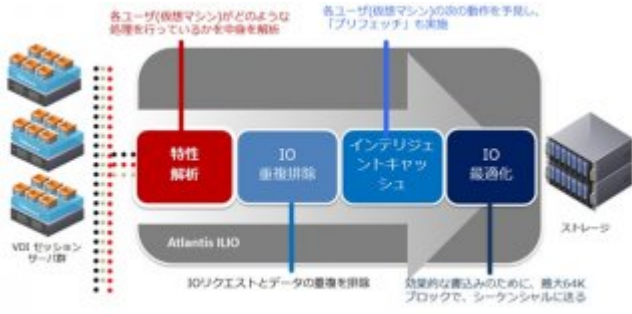 各ユーザ(仮想マシン)がどのような
処理を行っているかを中身を解析
各ユーザ(仮想マシン)の次の動作を予見し、
「プリフェッチ」も実施
特性
解析
IO
重複排除
インテリジェ
ントキャッ
シュ
IO
最適化
VDI セッション
サーバ群
ストレージ
Atlantis ILIO
IOリクエストとデータの重複を排除
効果的な書込みのために、最大64K
ブロックで、シーケンシャルに送る